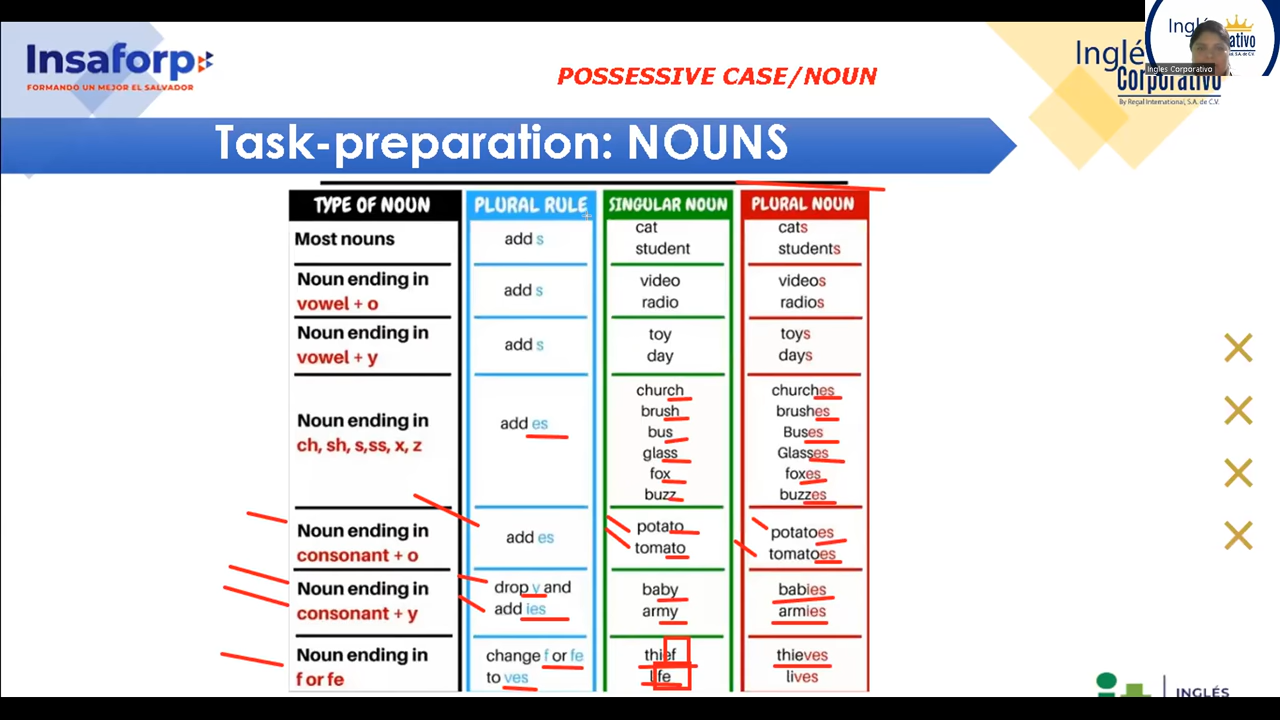 Insaforp
FORMANDO UN MEJOR EL SALVADOR
POSSESSIVE CASE/NOUN
Inglés Corporativo
Corporativo
By Regal International, S.A. de C.V.
Task-preparation: NOUNS
TYPE OF NOUN PLURAL RULE SINGULAR NOUN PLURAL NOUN
Most nouns
add s
cat
student
cats
students
Noun ending in
vowel + o
add s
video
radio
videos
radios
Noun ending in
vowel + y
add s
toy
day
toys
days
Noun ending in
ch, sh, s,ss, x, z
add es
church
brush
bus
glass
fox
buzz
churches
brushes
Buses
Glasses
foxes
buzzes
Noun ending in
consonant + o
add es
potato
tomato
potatoes
tomatoes
Noun ending in
consonant + y
drop y and
add ies
baby
army
babies
armies
Noun ending in
f or fe
change f or fe
to ves
thief
life
thieves
lives
INGLÉS